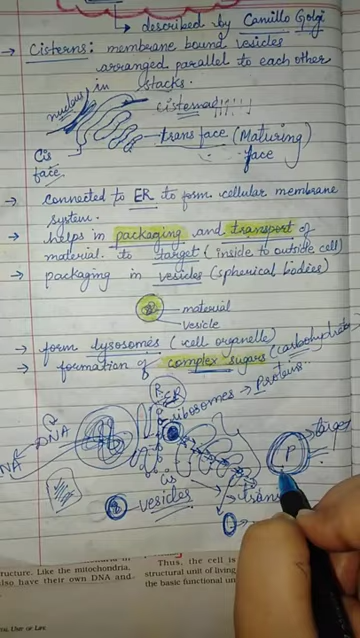 ↳ described by Camillo Golgi
→ Cisterns: membrane bound vesicles
arranged parallel to each other
in stacks.
nucleus
cisternae!!!!
trans face (Maturing)
face
Cis
face.
→ connected to ER to form cellular membrane
system.
→ helps in packaging and transport of
material to target (inside to outside cell)
→ packaging in vesicles (spherical bodies)
material
vesicle
→ form lysosomes (cell organelle)
→ formation of complex sugars (carbohydrate
RER
DNA
ribosomes → Proteins.
NA
target
P
cis
→ trans
vesicles
ructure. Like the mitochondria,
also have their own DNA and
Thus, the cell is
structural unit of living
the basic functional un